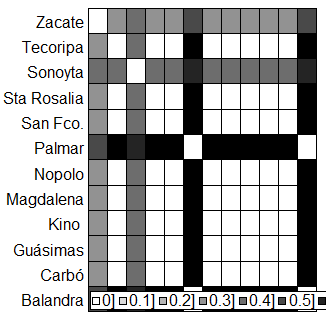 Zacate
Tecoripa
Sonoyta
Sta Rosalia
San Fco.
Palmar
Nopolo
Magdalena
Kino
Guásimas
Carbó
Balandra
0] 0.1] 0.2] 0.3] 0.4] 0.5]